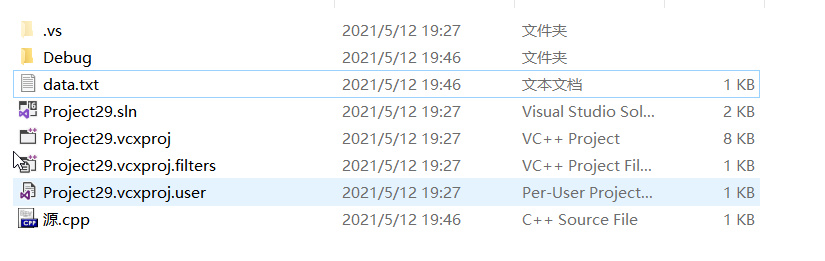 .vs 2021/5/12 19:27 文件夹
Debug 2021/5/12 19:46 文件夹
data.txt 2021/5/12 19:46 文本文档 1 KB
Project29.sln 2021/5/12 19:27 Visual Studio Sol... 2 KB
Project29.vcxproj 2021/5/12 19:27 VC++ Project 8 KB
Project29.vcxproj.filters 2021/5/12 19:27 VC++ Project Fil... 1 KB
Project29.vcxproj.user 2021/5/12 19:27 Per-User Project... 1 KB
源.cpp 2021/5/12 19:46 C++ Source File 1 KB